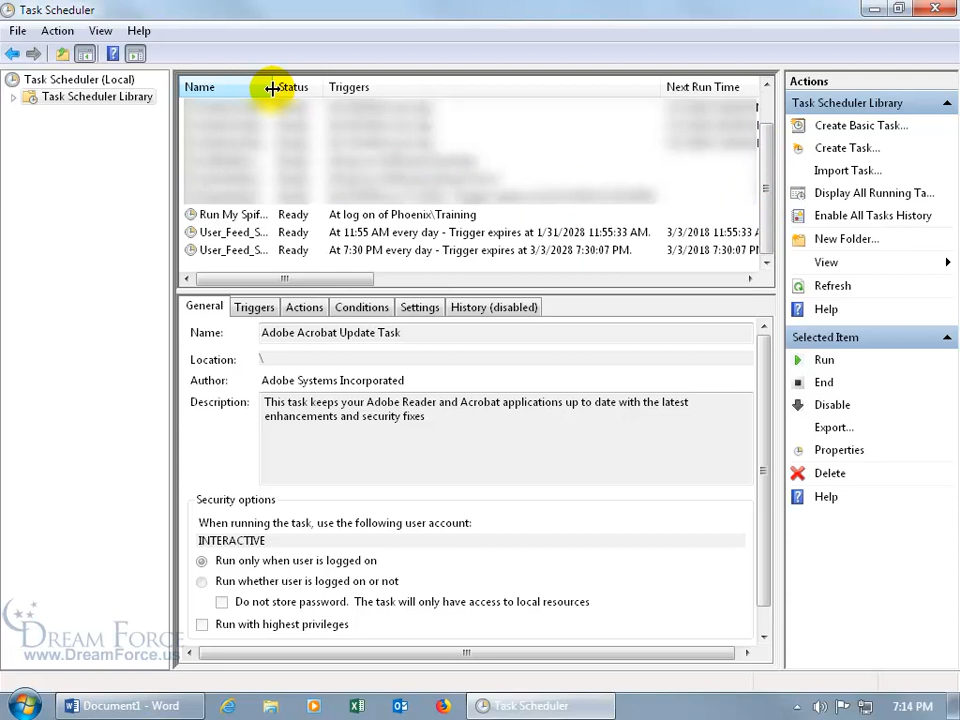 Task Scheduler
File Action View Help
Task Scheduler (Local)
Task Scheduler Library
Name Status Triggers Next Run Time
Run My Spif... Ready At log on of Phoenix\Training
User_Feed_S... Ready At 11:55 AM every day - Trigger expires at 1/31/2028 11:55:33 AM. 3/3/2018 11:55:33 A
User_Feed_S... Ready At 7:30 PM every day - Trigger expires at 3/3/2028 7:30:07 PM. 3/3/2018 7:30:07 PM
General Triggers Actions Conditions Settings History (disabled)
Name: Adobe Acrobat Update Task
Location: \
Author: Adobe Systems Incorporated
Description: This task keeps your Adobe Reader and Acrobat applications up to date with the latest
enhancements and security fixes
Security options
When running the task, use the following user account:
INTERACTIVE
Run only when user is logged on
Run whether user is logged on or not
Do not store password. The task will only have access to local resources
Run with highest privileges
Actions
Task Scheduler Library
Create Basic Task...
Create Task...
Import Task...
Display All Running Ta...
Enable All Tasks History
New Folder...
View
Refresh
Help
Selected Item
Run
End
Disable
Export...
Properties
Delete
Help
DREAM FORCE
www.DreamForce.us
Document1 - Word
Task Scheduler
7:14 PM